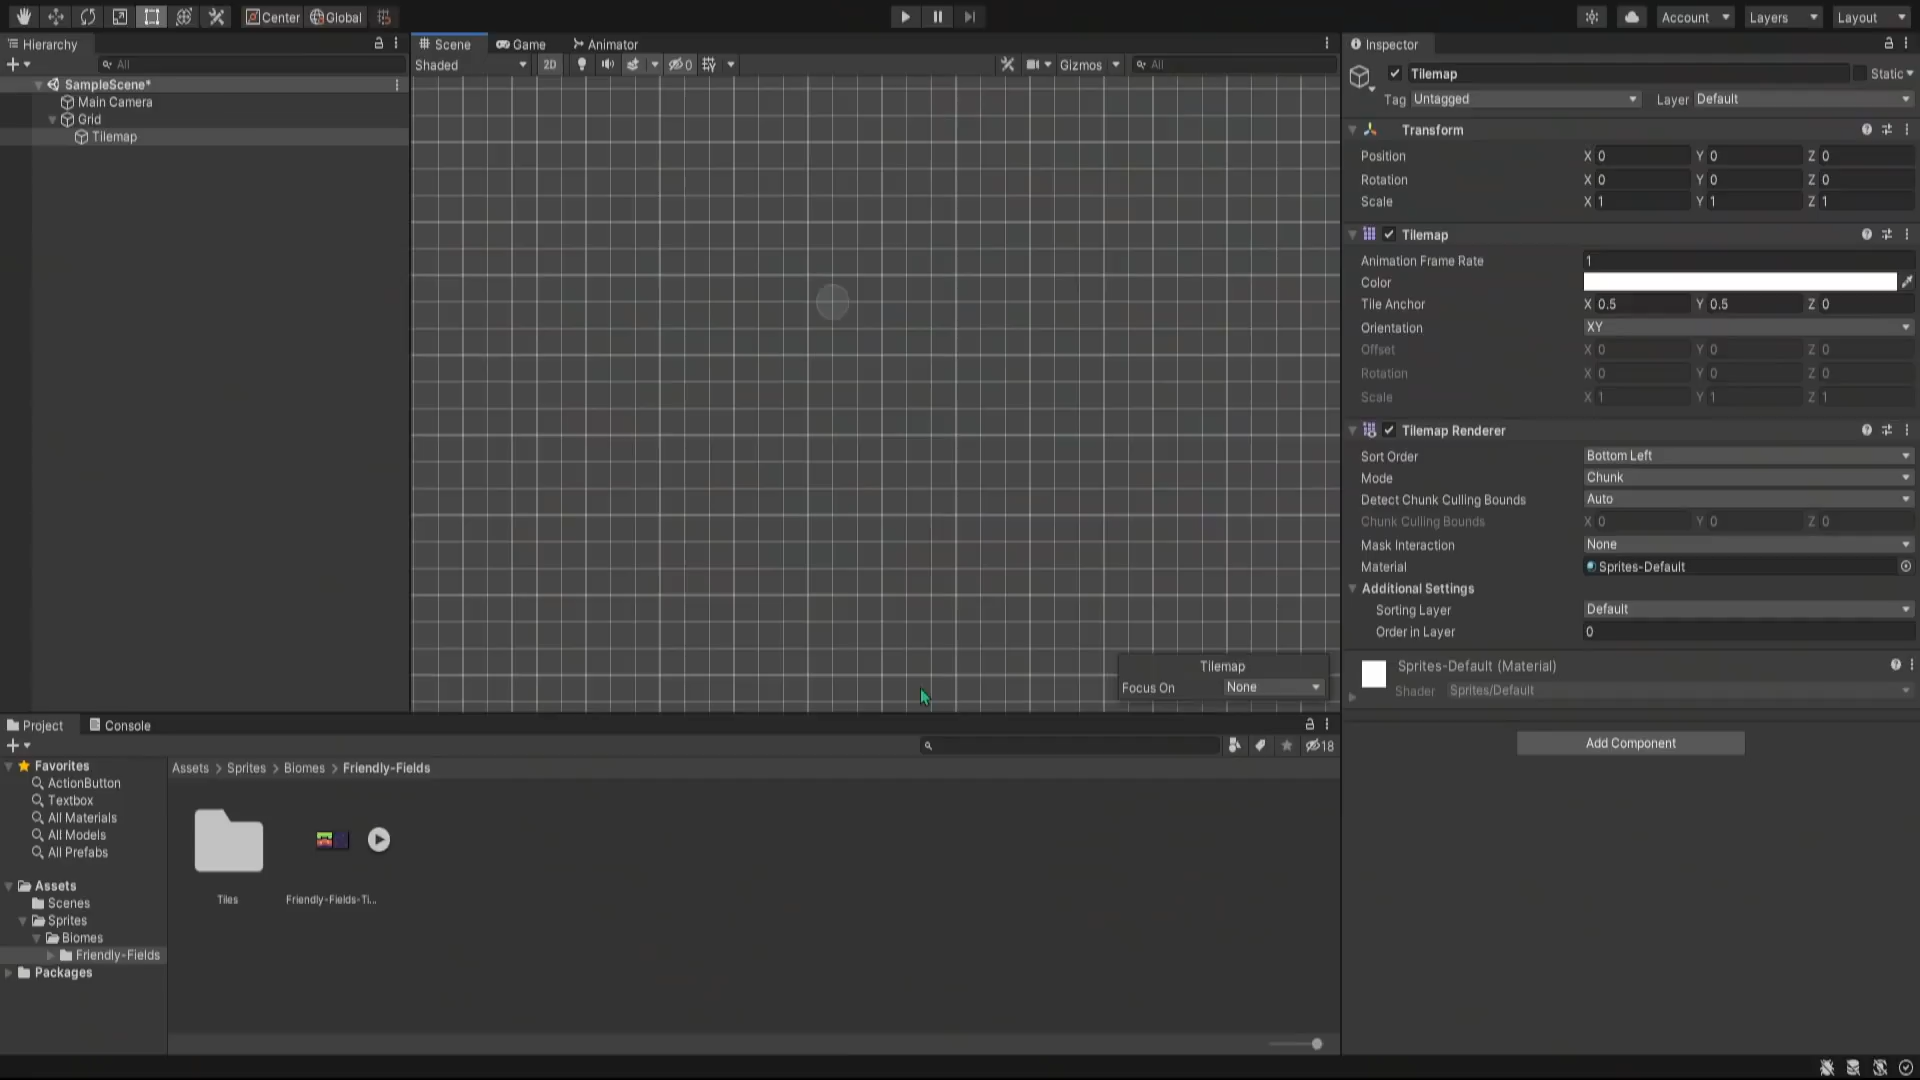 Center Global
Account Layers Layout
Hierarchy
All
SampleScene*
Main Camera
Grid
Tilemap
Scene Game Animator
Shaded 2D 0 Gizmos All
Tilemap
Focus On None
Inspector
Tilemap Static
Tag Untagged Layer Default
Transform
Position X 0 Y 0 Z 0
Rotation X 0 Y 0 Z 0
Scale X 1 Y 1 Z 1
Tilemap
Animation Frame Rate 1
Color
Tile Anchor X 0.5 Y 0.5 Z 0
Orientation XY
Offset X 0 Y 0 Z 0
Rotation X 0 Y 0 Z 0
Scale X 1 Y 1 Z 1
Tilemap Renderer
Sort Order Bottom Left
Mode Chunk
Detect Chunk Culling Bounds Auto
Chunk Culling Bounds X 0 Y 0 Z 0
Mask Interaction None
Material Sprites-Default
Additional Settings
Sorting Layer Default
Order in Layer 0
Sprites-Default (Material)
Shader Sprites/Default
Add Component
Project Console
18
Favorites
ActionButton
Textbox
All Materials
All Models
All Prefabs
Assets
Scenes
Sprites
Biomes
Friendly-Fields
Packages
Assets > Sprites > Biomes > Friendly-Fields
Tiles Friendly-Fields-Ti...